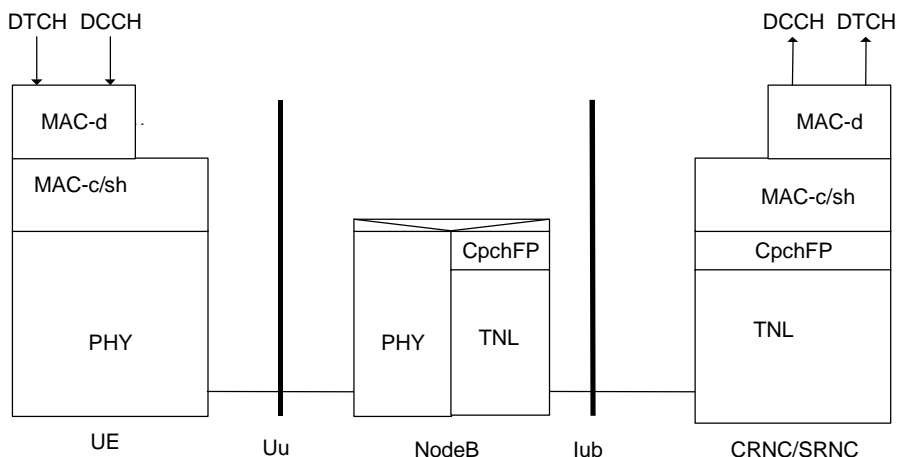 DTCH DCCH
DCCH DTCH
MAC-d
MAC-d
MAC-c/sh
MAC-c/sh
CpchFP
CpchFP
PHY
PHY
TNL
TNL
UE
Uu
NodeB
Iub
CRNC/SRNC